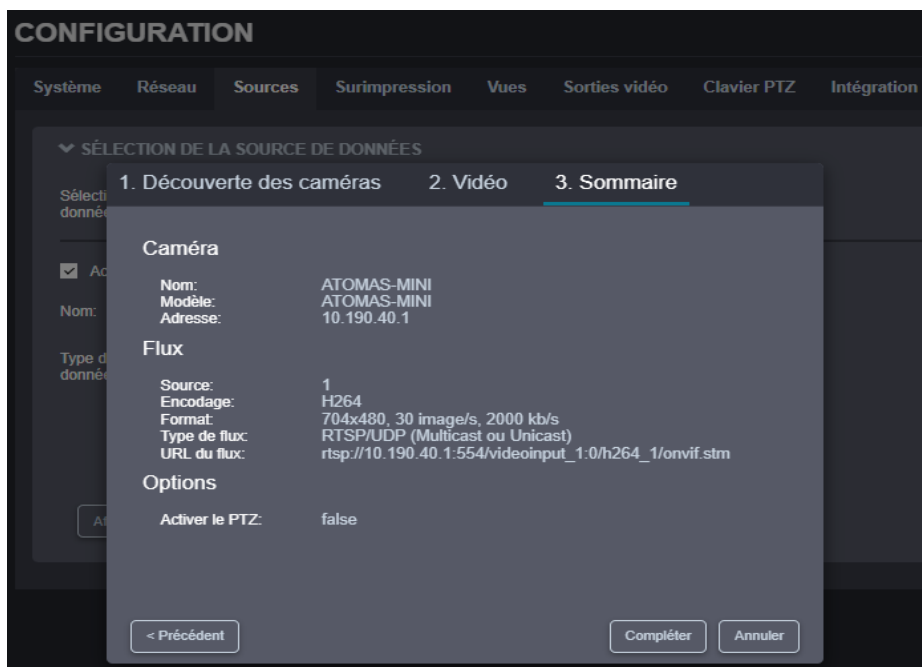 CONFIGURATION
Système Réseau Sources Surimpression Vues Sorties vidéo Clavier PTZ Intégration
SÉLECTION DE LA SOURCE DE DONNÉES
1. Découverte des caméras 2. Vidéo 3. Sommaire
Caméra
Nom: ATOMAS-MINI
Modèle: ATOMAS-MINI
Adresse: 10.190.40.1
Nom:
Flux
Source: 1
Encodage: H264
Format: 704x480, 30 image/s, 2000 kb/s
Type de flux: RTSP/UDP (Multicast ou Unicast)
URL du flux: rtsp://10.190.40.1:554/videoinput_1:0/h264_1/onvif.stm
Options
Activer le PTZ: false
< Précédent Compléter Annuler